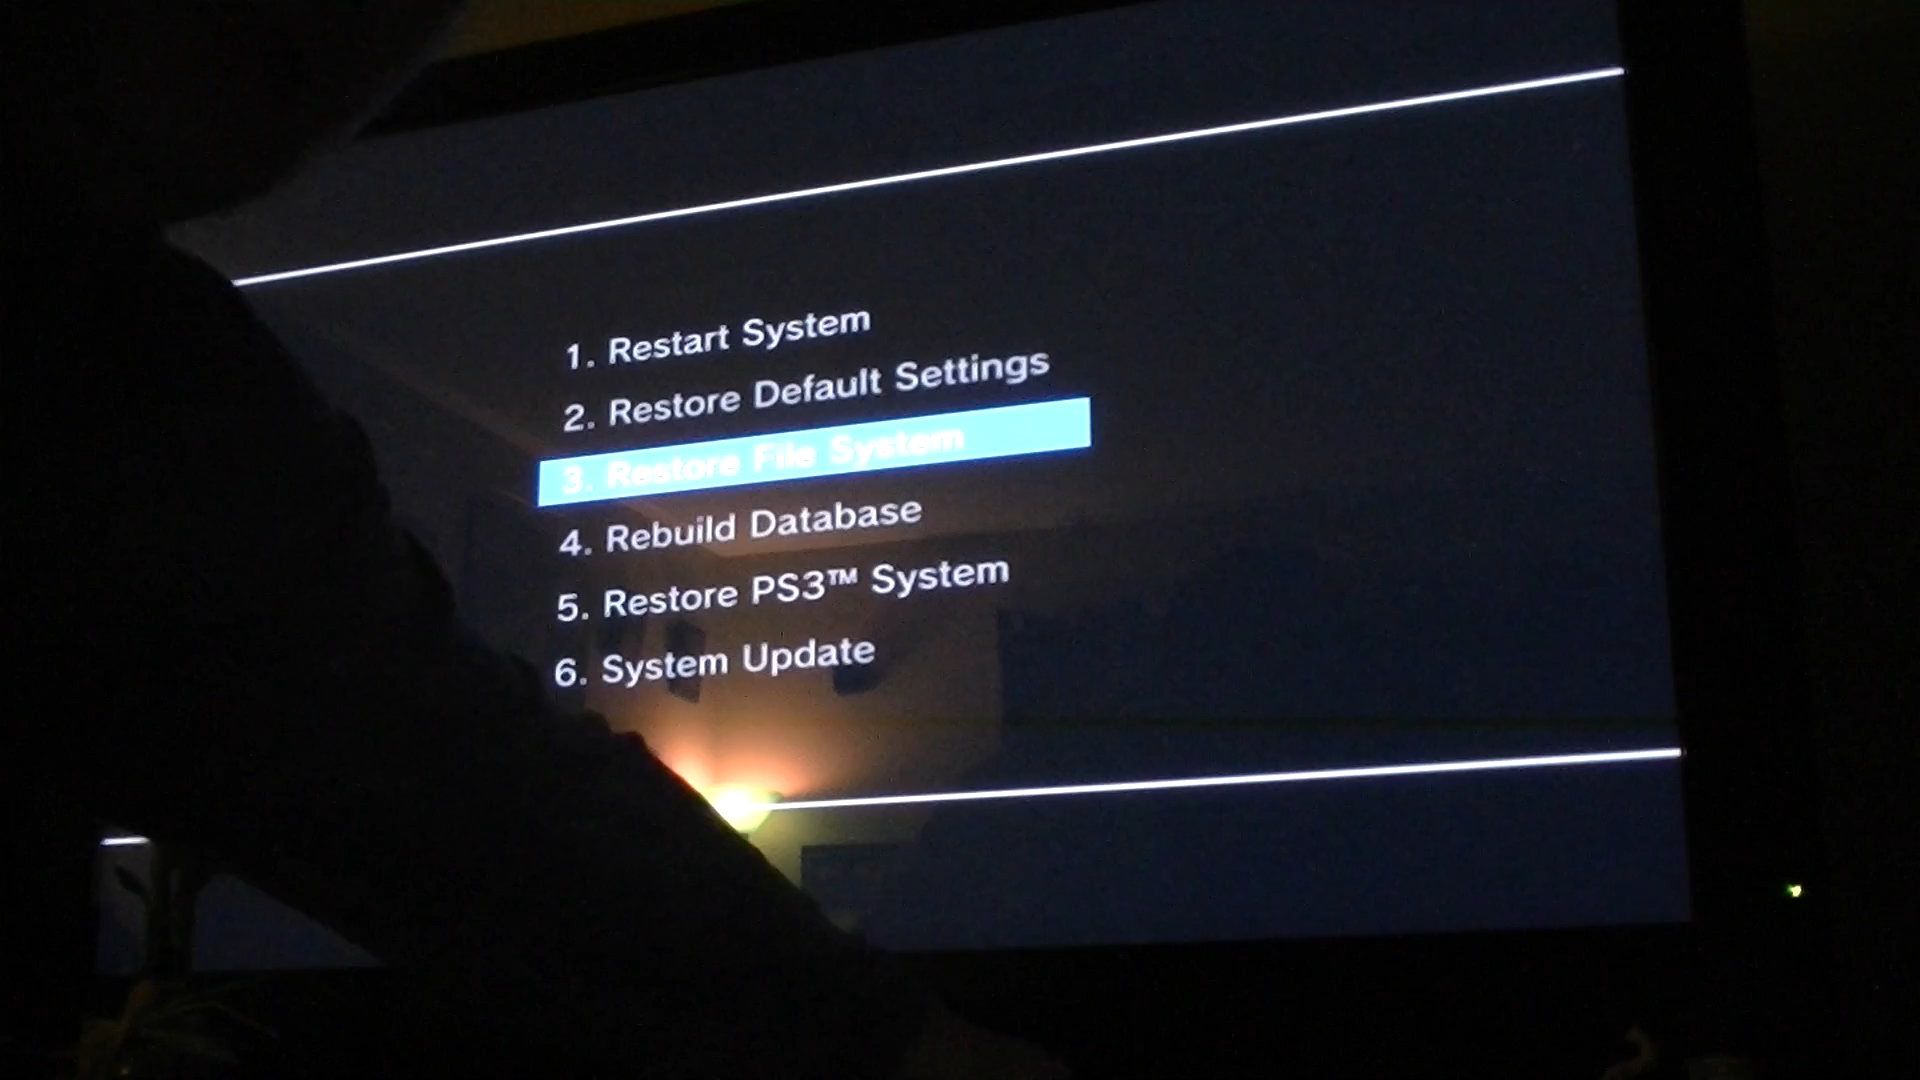 1. Restart System
2. Restore Default Settings
3. Restore File System
4. Rebuild Database
5. Restore PS3™ System
6. System Update